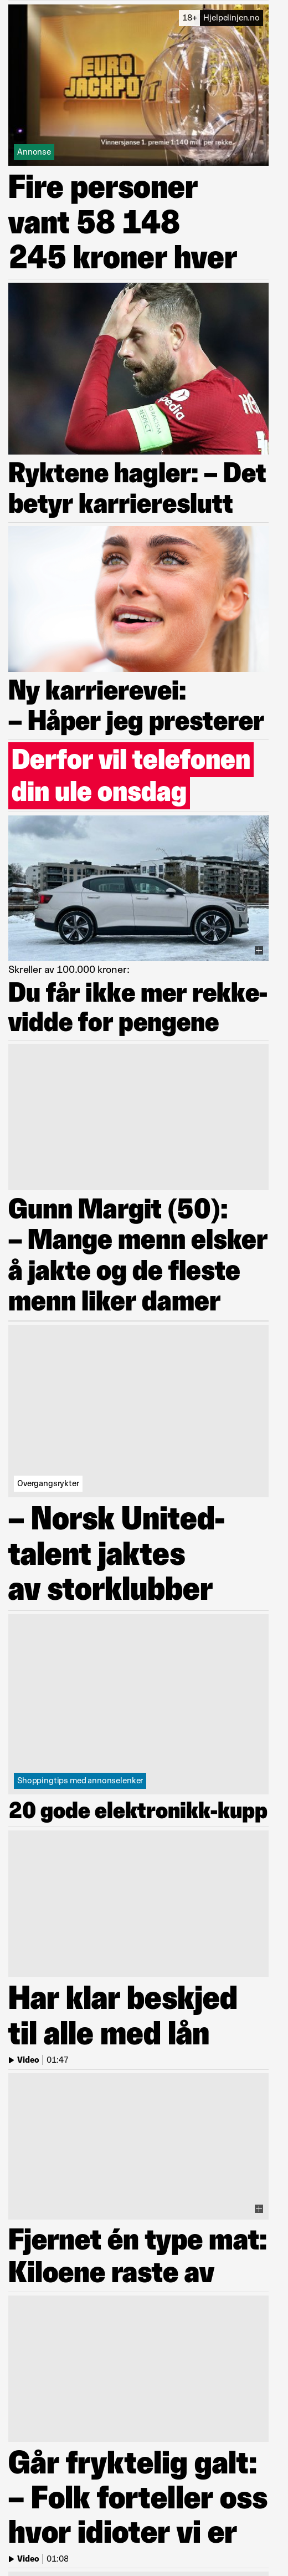 18+ Hjelpelinjen.no
EURO
JACKPOT
Vinnersjanse 1. premie 1:140 mill. per rekke.
Annonse
Fire personer
vant 58 148
245 kroner hver
pedia
Ryktene hagler: – Det
betyr karriereslutt
Ny karrierevei:
– Håper jeg presterer
Derfor vil telefonen
din ule onsdag
Skreller av 100.000 kroner:
Du får ikke mer rekke-
vidde for pengene
Gunn Margit (50):
– Mange menn elsker
å jakte og de fleste
menn liker damer
Overgangsrykter
– Norsk United-
talent jaktes
av storklubber
Shoppingtips med annonselenker
20 gode elektronikk-kupp
Har klar beskjed
til alle med lån
Video | 01:47
Fjernet én type mat:
Kiloene raste av
Går fryktelig galt:
– Folk forteller oss
hvor idioter vi er
Video | 01:08